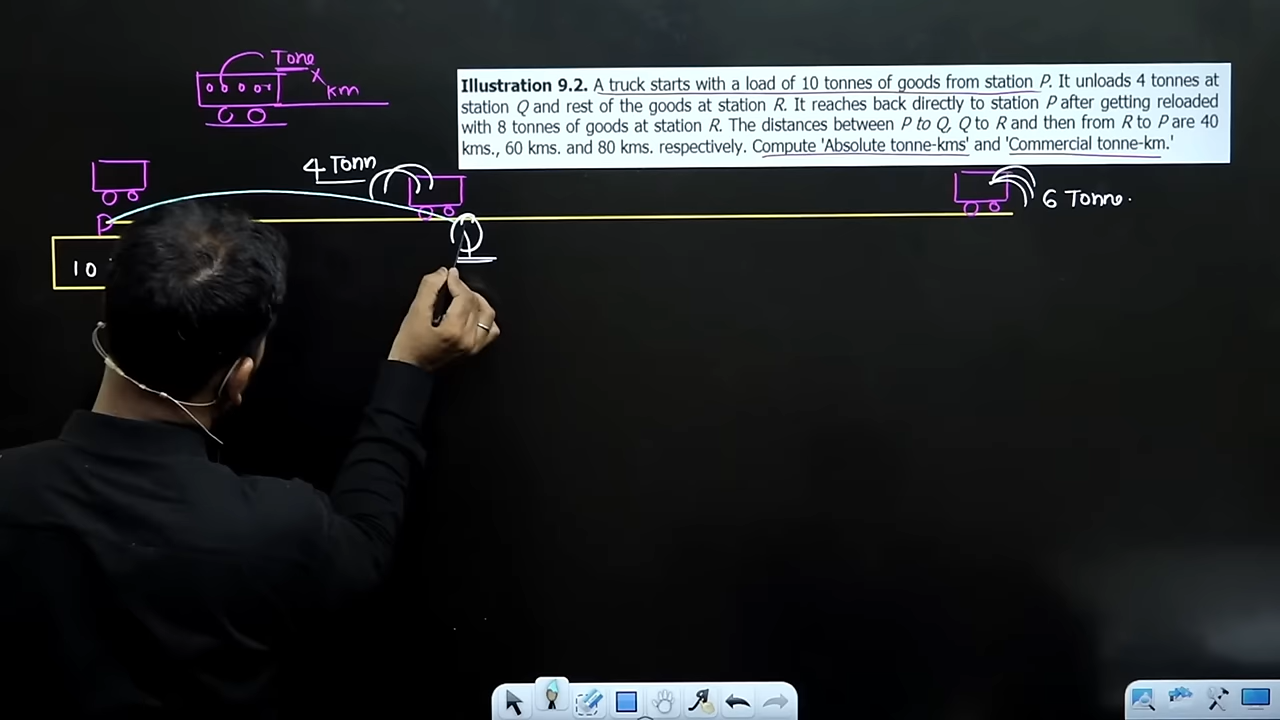 Tone
x
km
Illustration 9.2. A truck starts with a load of 10 tonnes of goods from station P. It unloads 4 tonnes at
station Q and rest of the goods at station R. It reaches back directly to station P after getting reloaded
with 8 tonnes of goods at station R. The distances between P to Q, Q to R and then from R to P are 40
kms., 60 kms. and 80 kms. respectively. Compute 'Absolute tonne-kms' and 'Commercial tonne-km.'
4 Tonn
6 Tonne.
P
Q
10